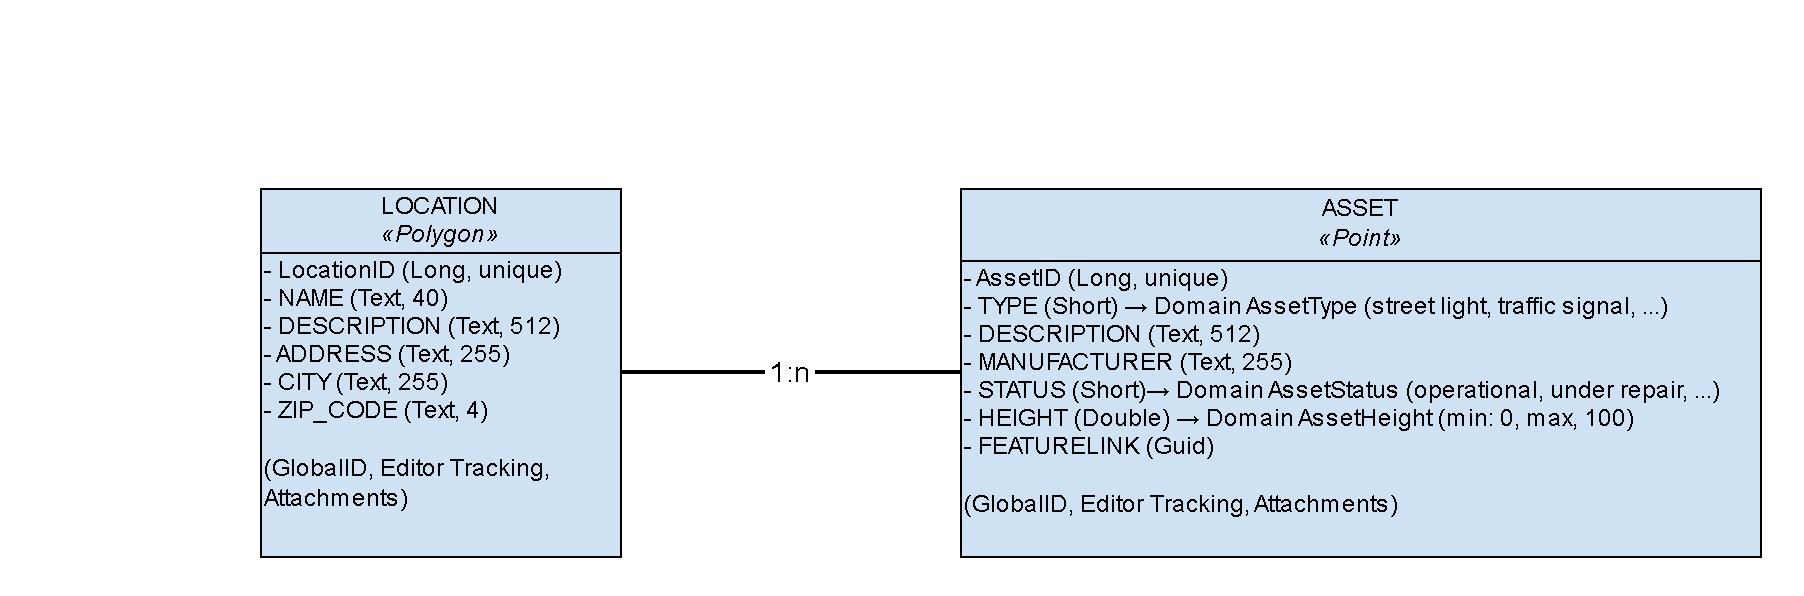 LOCATION
«Polygon»
- LocationID (Long, unique)
- NAME (Text, 40)
- DESCRIPTION (Text, 512)
- ADDRESS (Text, 255)
- CITY (Text, 255)
- ZIP_CODE (Text, 4)
(GlobalID, Editor Tracking,
Attachments)
1:n
ASSET
«Point»
- AssetID (Long, unique)
- TYPE (Short) → Domain AssetType (street light, traffic signal, ...)
- DESCRIPTION (Text, 512)
- MANUFACTURER (Text, 255)
- STATUS (Short)→ Domain AssetStatus (operational, under repair, ...)
- HEIGHT (Double) → Domain AssetHeight (min: 0, max, 100)
- FEATURELINK (Guid)
(GlobalID, Editor Tracking, Attachments)